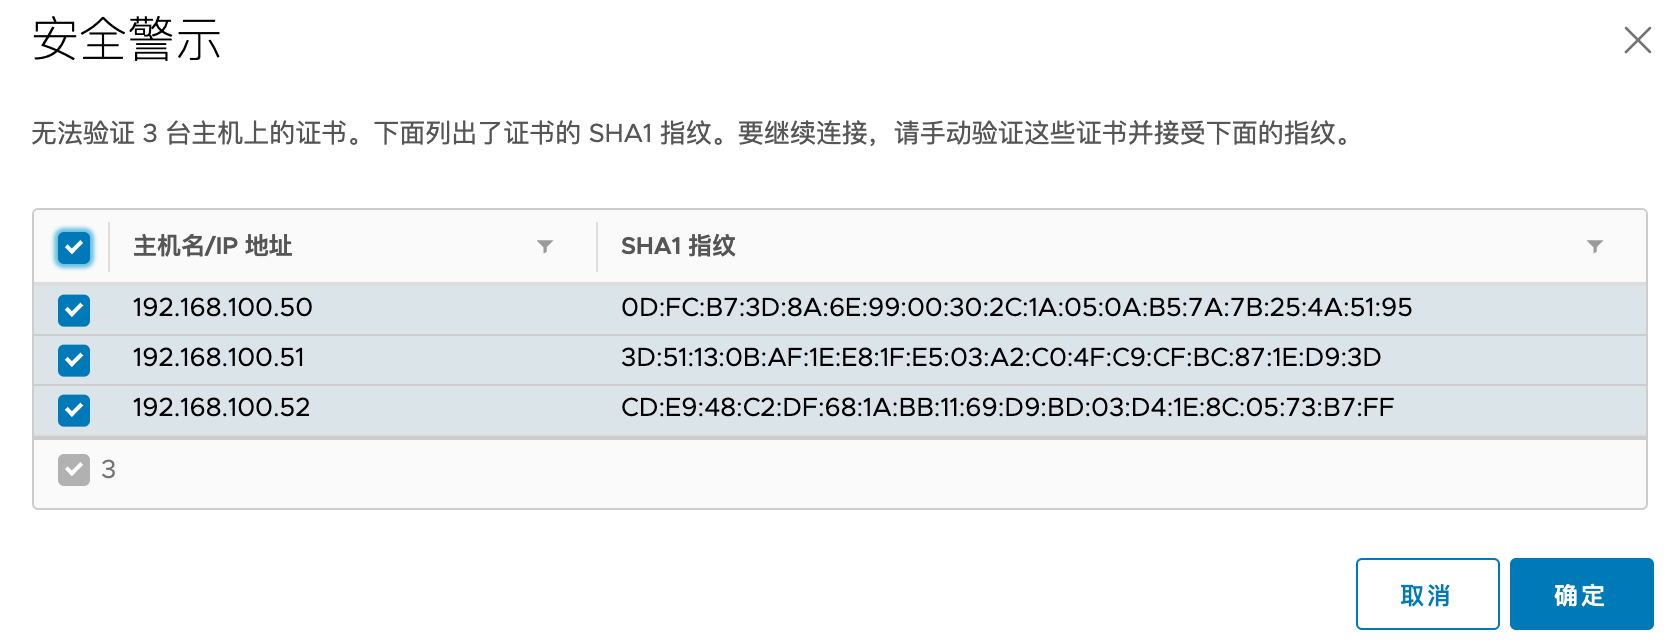 安全警示
无法验证 3 台主机上的证书。下面列出了证书的 SHA1 指纹。要继续连接，请手动验证这些证书并接受下面的指纹。
主机名/IP 地址 SHA1 指纹
192.168.100.50 0D:FC:B7:3D:8A:6E:99:00:30:2C:1A:05:0A:B5:7A:7B:25:4A:51:95
192.168.100.51 3D:51:13:0B:AF:1E:E8:1F:E5:03:A2:C0:4F:C9:CF:BC:87:1E:D9:3D
192.168.100.52 CD:E9:48:C2:DF:68:1A:BB:11:69:D9:BD:03:D4:1E:8C:05:73:B7:FF
3
取消 确定